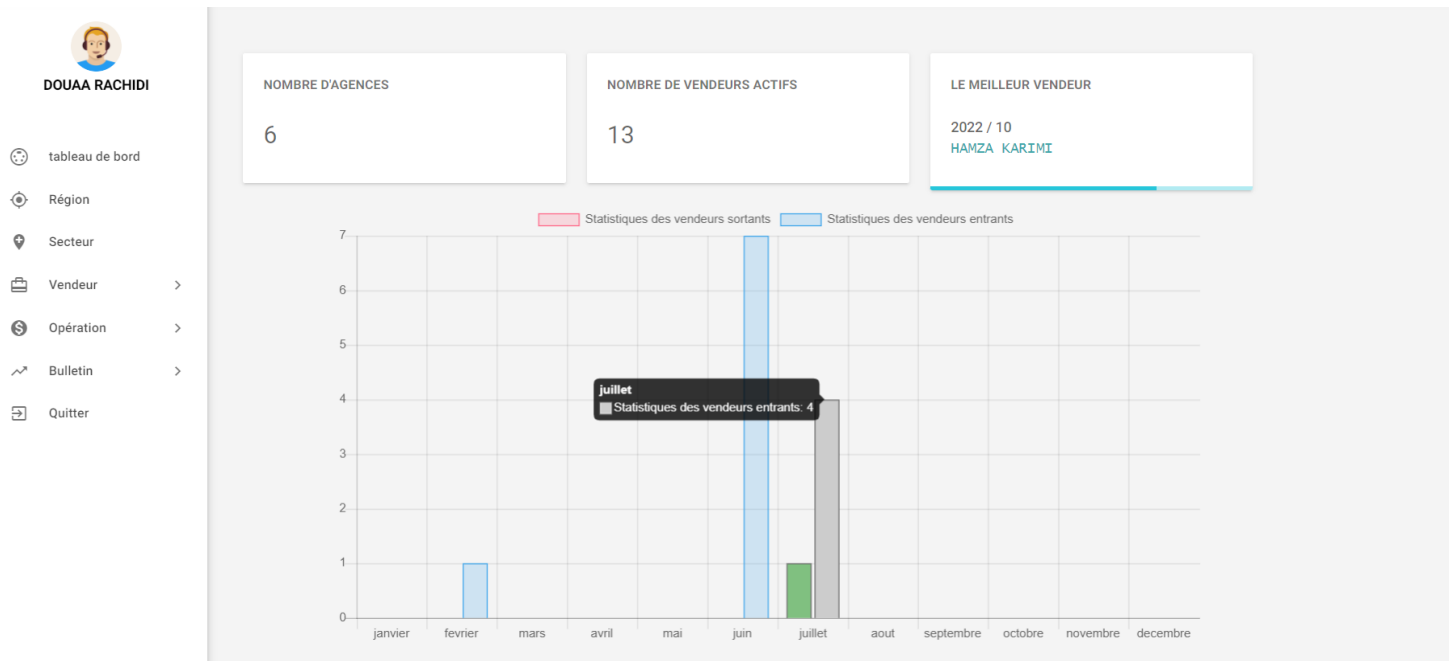 DOUAA RACHIDI
tableau de bord
Région
Secteur
Vendeur
Opération
Bulletin
Quitter
NOMBRE D'AGENCES
6
NOMBRE DE VENDEURS ACTIFS
13
LE MEILLEUR VENDEUR
2022 / 10
HAMZA KARIMI
Statistiques des vendeurs sortants Statistiques des vendeurs entrants
7
6
5
4
3
2
1
0
juillet
Statistiques des vendeurs entrants: 4
janvier fevrier mars avril mai juin juillet aout septembre octobre novembre decembre